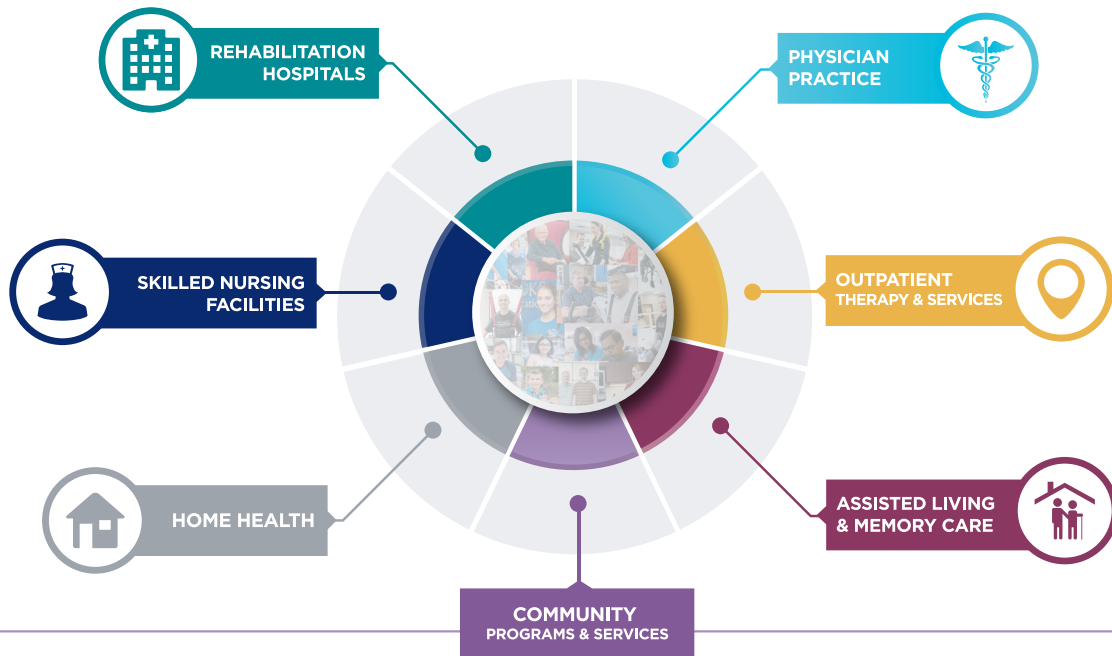 REHABILITATION
HOSPITALS
PHYSICIAN
PRACTICE
SKILLED NURSING
FACILITIES
OUTPATIENT
THERAPY & SERVICES
HOME HEALTH
ASSISTED LIVING
& MEMORY CARE
COMMUNITY
PROGRAMS & SERVICES